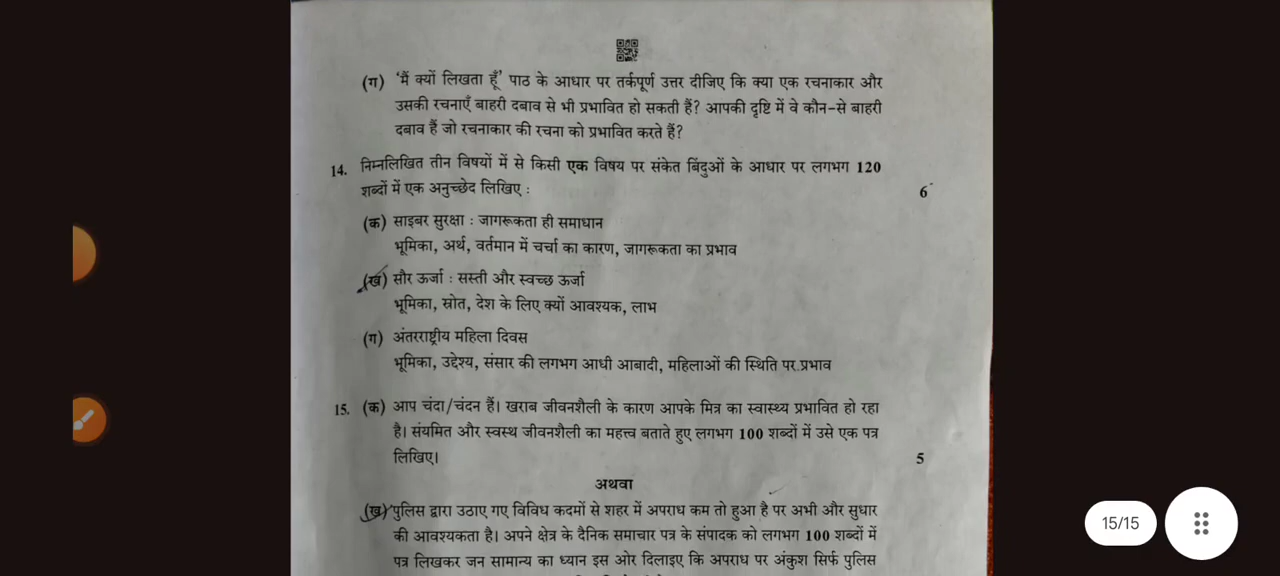 (ग) 'मैं क्यों लिखता हूँ' पाठ के आधार पर तर्कपूर्ण उत्तर दीजिए कि क्या एक रचनाकार और
उसकी रचनाएँ बाहरी दबाव से भी प्रभावित हो सकती हैं? आपकी दृष्टि में वे कौन-से बाहरी
दबाव हैं जो रचनाकार की रचना को प्रभावित करते हैं?
14. निम्नलिखित तीन विषयों में से किसी एक विषय पर संकेत बिंदुओं के आधार पर लगभग 120
शब्दों में एक अनुच्छेद लिखिए : 6
(क) साइबर सुरक्षा : जागरूकता ही समाधान
भूमिका, अर्थ, वर्तमान में चर्चा का कारण, जागरूकता का प्रभाव
(ख) सौर ऊर्जा : सस्ती और स्वच्छ ऊर्जा
भूमिका, स्रोत, देश के लिए क्यों आवश्यक, लाभ
(ग) अंतरराष्ट्रीय महिला दिवस
भूमिका, उद्देश्य, संसार की लगभग आधी आबादी, महिलाओं की स्थिति पर प्रभाव
15. (क) आप चंदा/चंदन हैं। खराब जीवनशैली के कारण आपके मित्र का स्वास्थ्य प्रभावित हो रहा
है। संयमित और स्वस्थ जीवनशैली का महत्त्व बताते हुए लगभग 100 शब्दों में उसे एक पत्र
लिखिए। 5
अथवा
(ख) पुलिस द्वारा उठाए गए विविध कदमों से शहर में अपराध कम तो हुआ है पर अभी और सुधार
की आवश्यकता है। अपने क्षेत्र के दैनिक समाचार पत्र के संपादक को लगभग 100 शब्दों में
पत्र लिखकर जन सामान्य का ध्यान इस ओर दिलाइए कि अपराध पर अंकुश सिर्फ पुलिस
15/15